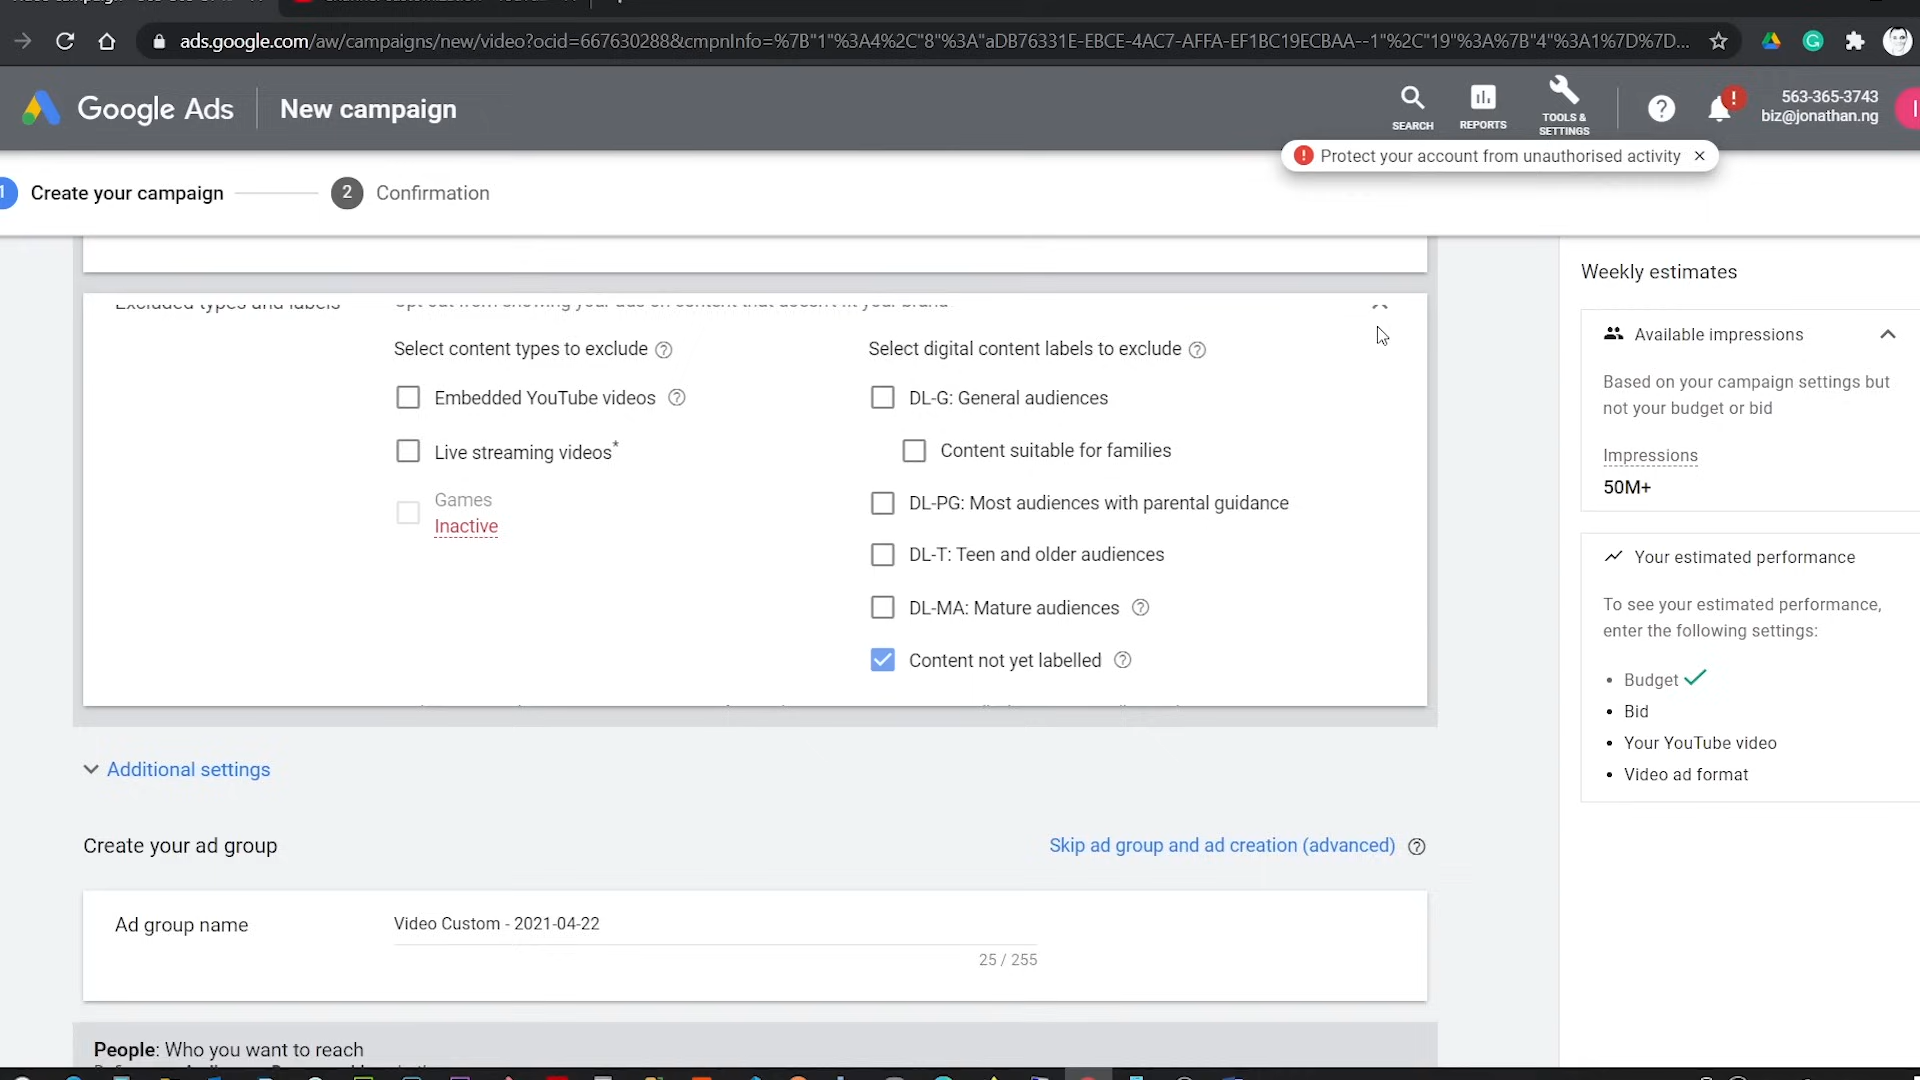 ads.google.com/aw/campaigns/new/video?ocid=667630288&cmpnInfo=%7B"1"%3A4%2C"8"%3A"aDB76331E-EBCE-4AC7-AFFA-EF1BC19ECBAA--1"%2C"19"%3A%7B"4"%3A1%7D%7D...
Google Ads
New campaign
SEARCH
REPORTS
TOOLS &
SETTINGS
563-365-3743
biz@jonathan.ng
Protect your account from unauthorised activity
1 Create your campaign
2 Confirmation
Excluded types and labels
Opt out from showing your ads on content that doesn't fit your brand
Select content types to exclude
Embedded YouTube videos
Live streaming videos*
Games
Inactive
Select digital content labels to exclude
DL-G: General audiences
Content suitable for families
DL-PG: Most audiences with parental guidance
DL-T: Teen and older audiences
DL-MA: Mature audiences
Content not yet labelled
Additional settings
Create your ad group
Skip ad group and ad creation (advanced)
Ad group name
Video Custom - 2021-04-22
25 / 255
People: Who you want to reach
Weekly estimates
Available impressions
Based on your campaign settings but
not your budget or bid
Impressions
50M+
Your estimated performance
To see your estimated performance,
enter the following settings:
• Budget
• Bid
• Your YouTube video
• Video ad format